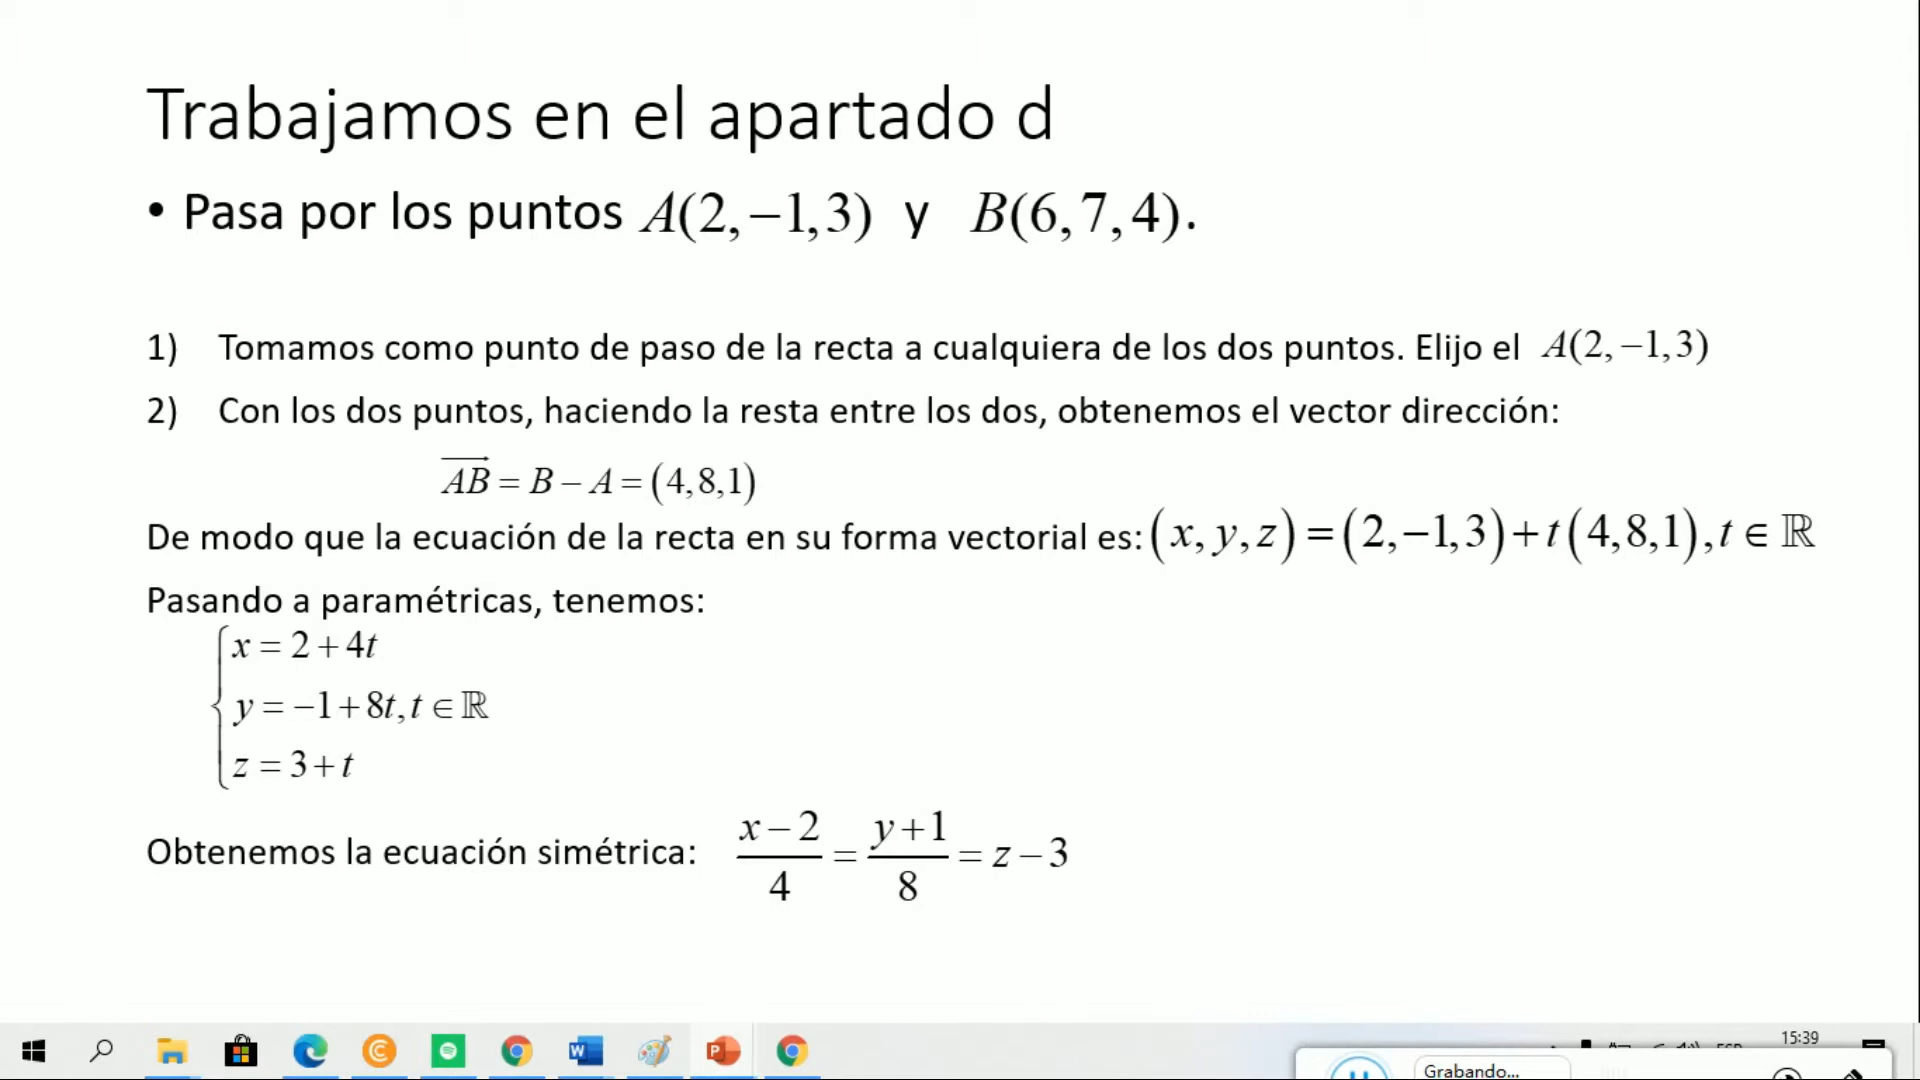 Trabajamos en el apartado d
• Pasa por los puntos A(2,−1,3) y B(6,7,4).
1) Tomamos como punto de paso de la recta a cualquiera de los dos puntos. Elijo el A(2,−1,3)
2) Con los dos puntos, haciendo la resta entre los dos, obtenemos el vector dirección:
$\overrightarrow{AB} = B − A = (4,8,1)$
De modo que la ecuación de la recta en su forma vectorial es: (x,y,z)=(2,−1,3)+t(4,8,1),t∈ℝ
Pasando a paramétricas, tenemos:
x = 2 + 4t
y = −1 + 8t, t ∈ ℝ
z = 3 + t
Obtenemos la ecuación simétrica: $\frac{x−2}{4} = \frac{y+1}{8} = z − 3$
15:39
Grabando...